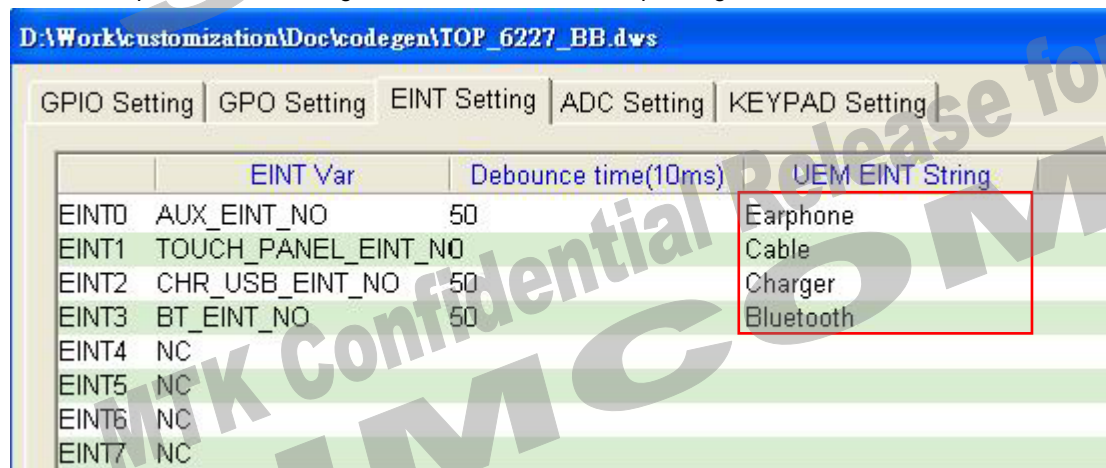 D:\Work\customization\Doc\codegen\TOP_6227_BB.dws
GPIO Setting GPO Setting EINT Setting ADC Setting KEYPAD Setting
EINT Var Debounce time(10ms) UEM EINT String
EINT0 AUX_EINT_NO 50 Earphone
EINT1 TOUCH_PANEL_EINT_NO 0 Cable
EINT2 CHR_USB_EINT_NO 50 Charger
EINT3 BT_EINT_NO 50 Bluetooth
EINT4 NC
EINT5 NC
EINT6 NC
EINT7 NC
MTK Confidential Release for